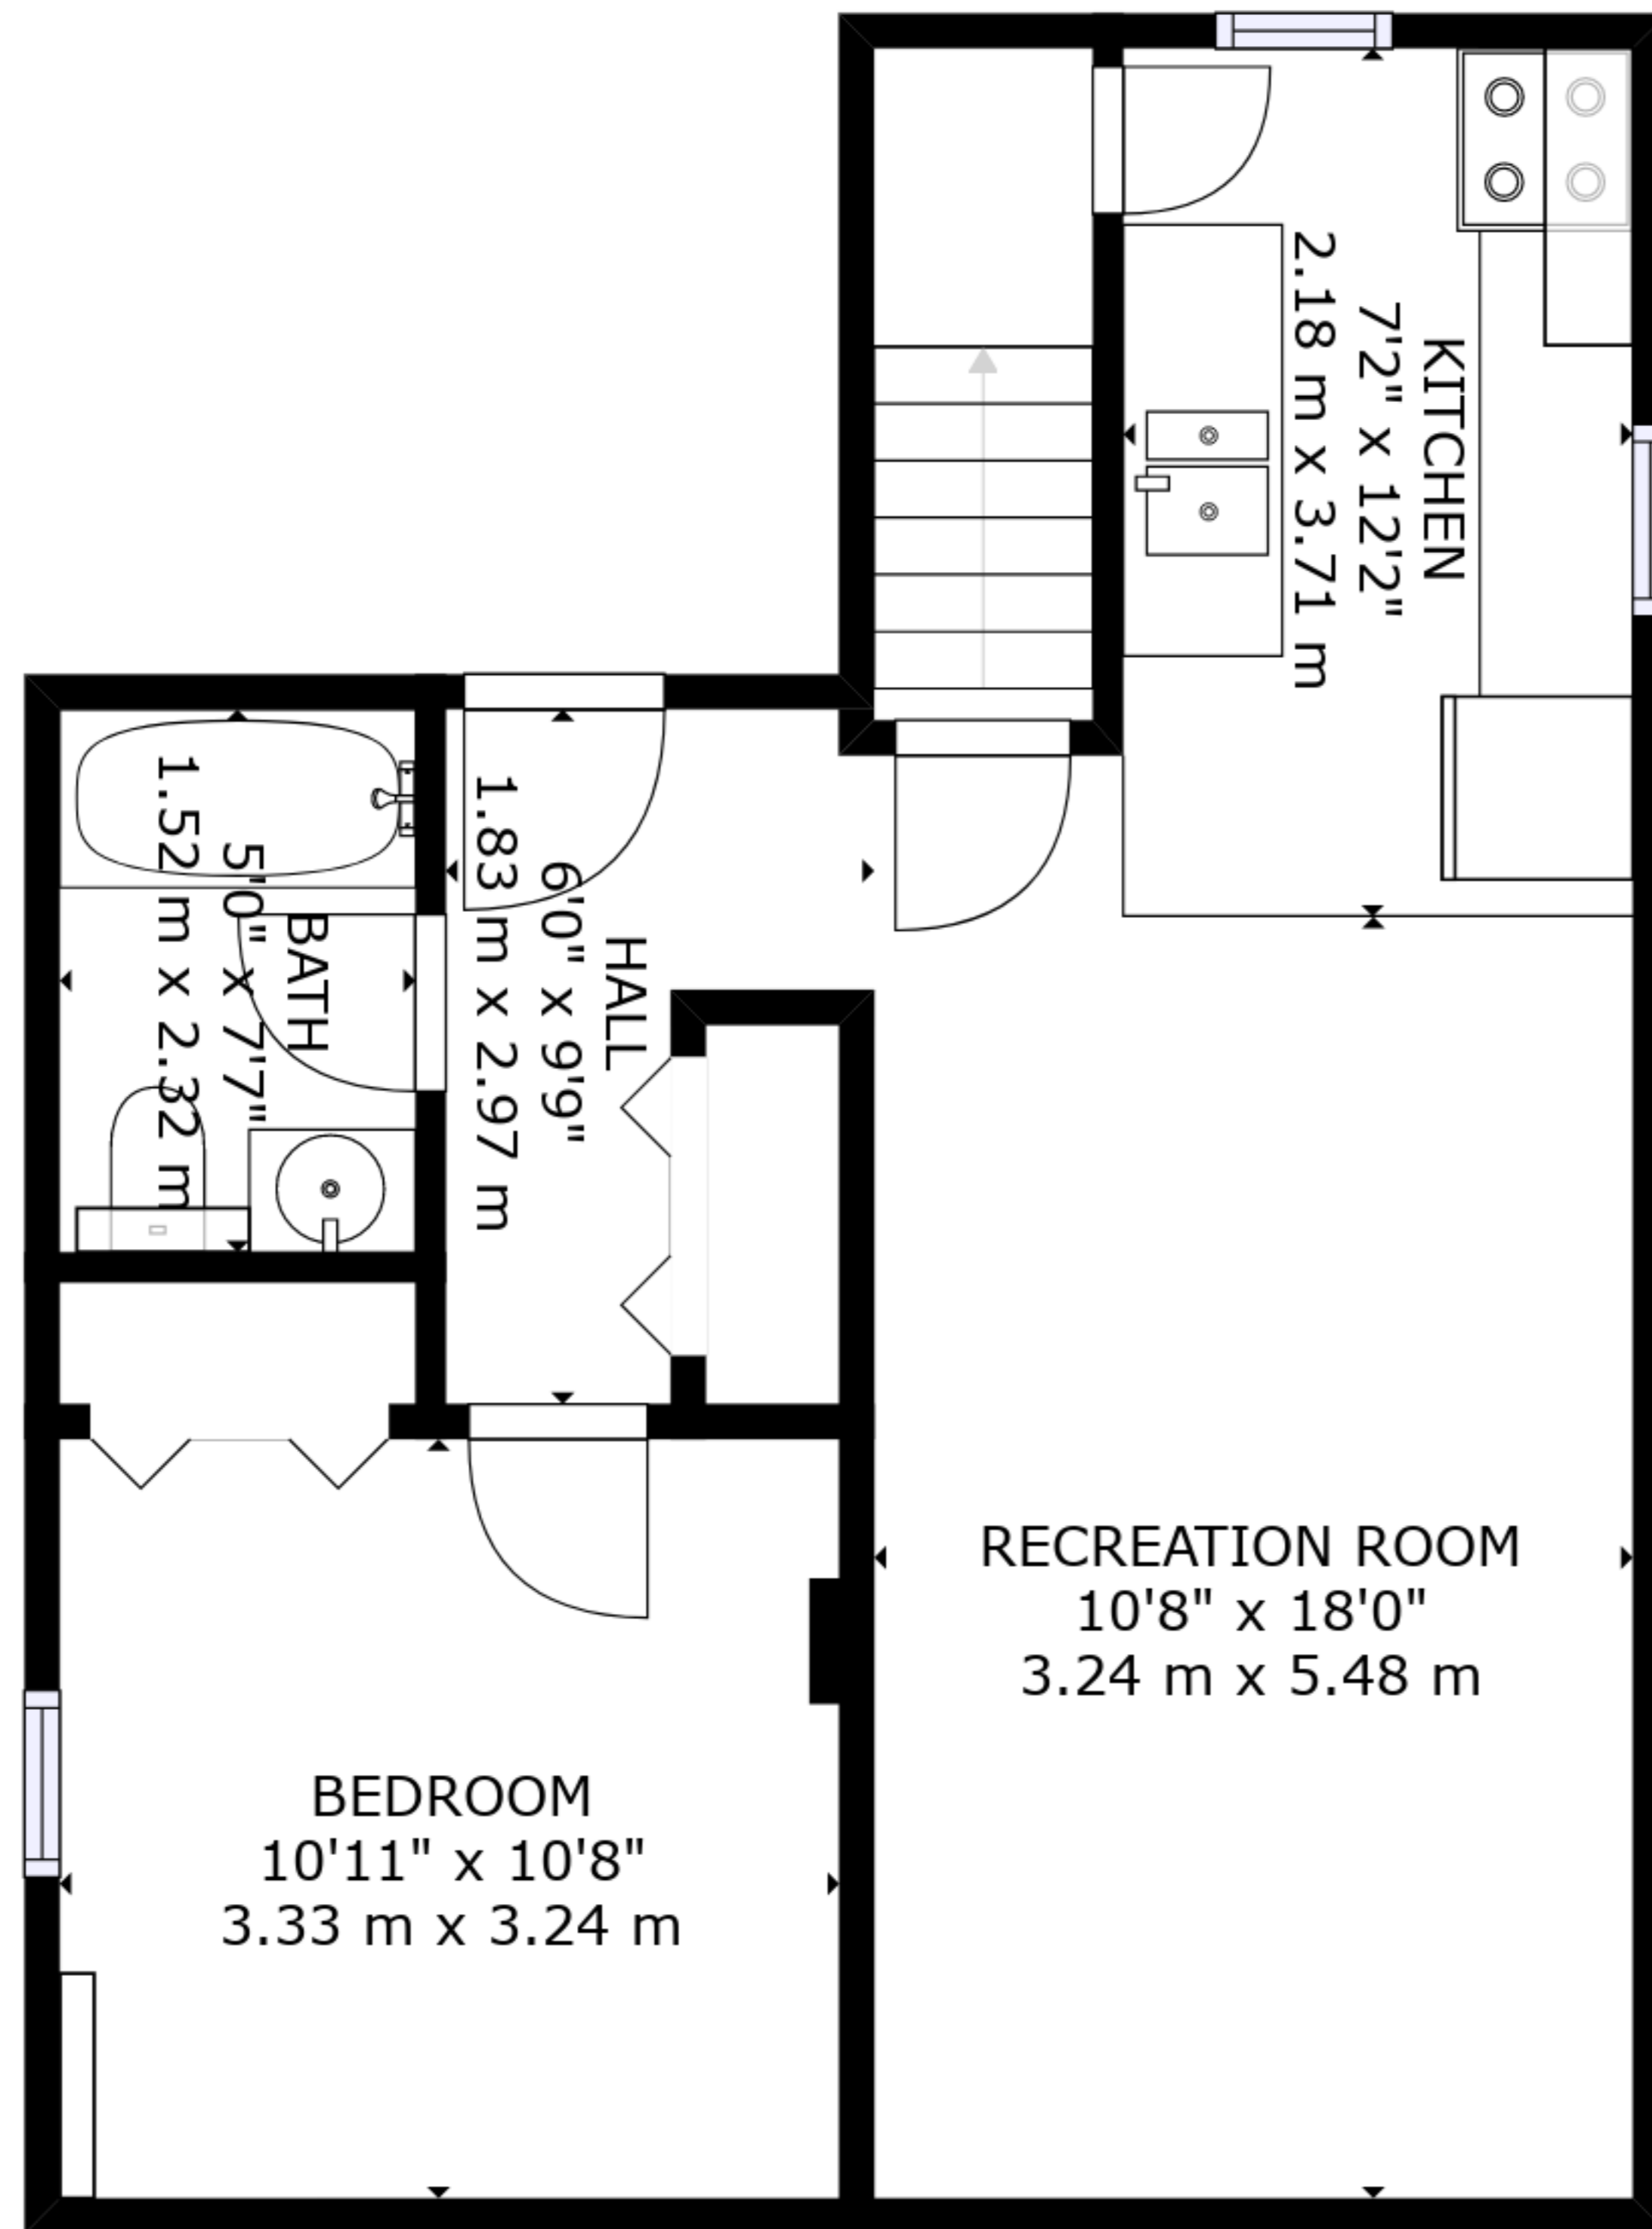 KITCHEN
7'2" x 12'2"
2.18 m x 3.71 m
BATH
5'0" x 7'7"
1.52 m x 2.32 m
HALL
6'0" x 9'9"
1.83 m x 2.97 m
RECREATION ROOM
10'8" x 18'0"
3.24 m x 5.48 m
BEDROOM
10'11" x 10'8"
3.33 m x 3.24 m